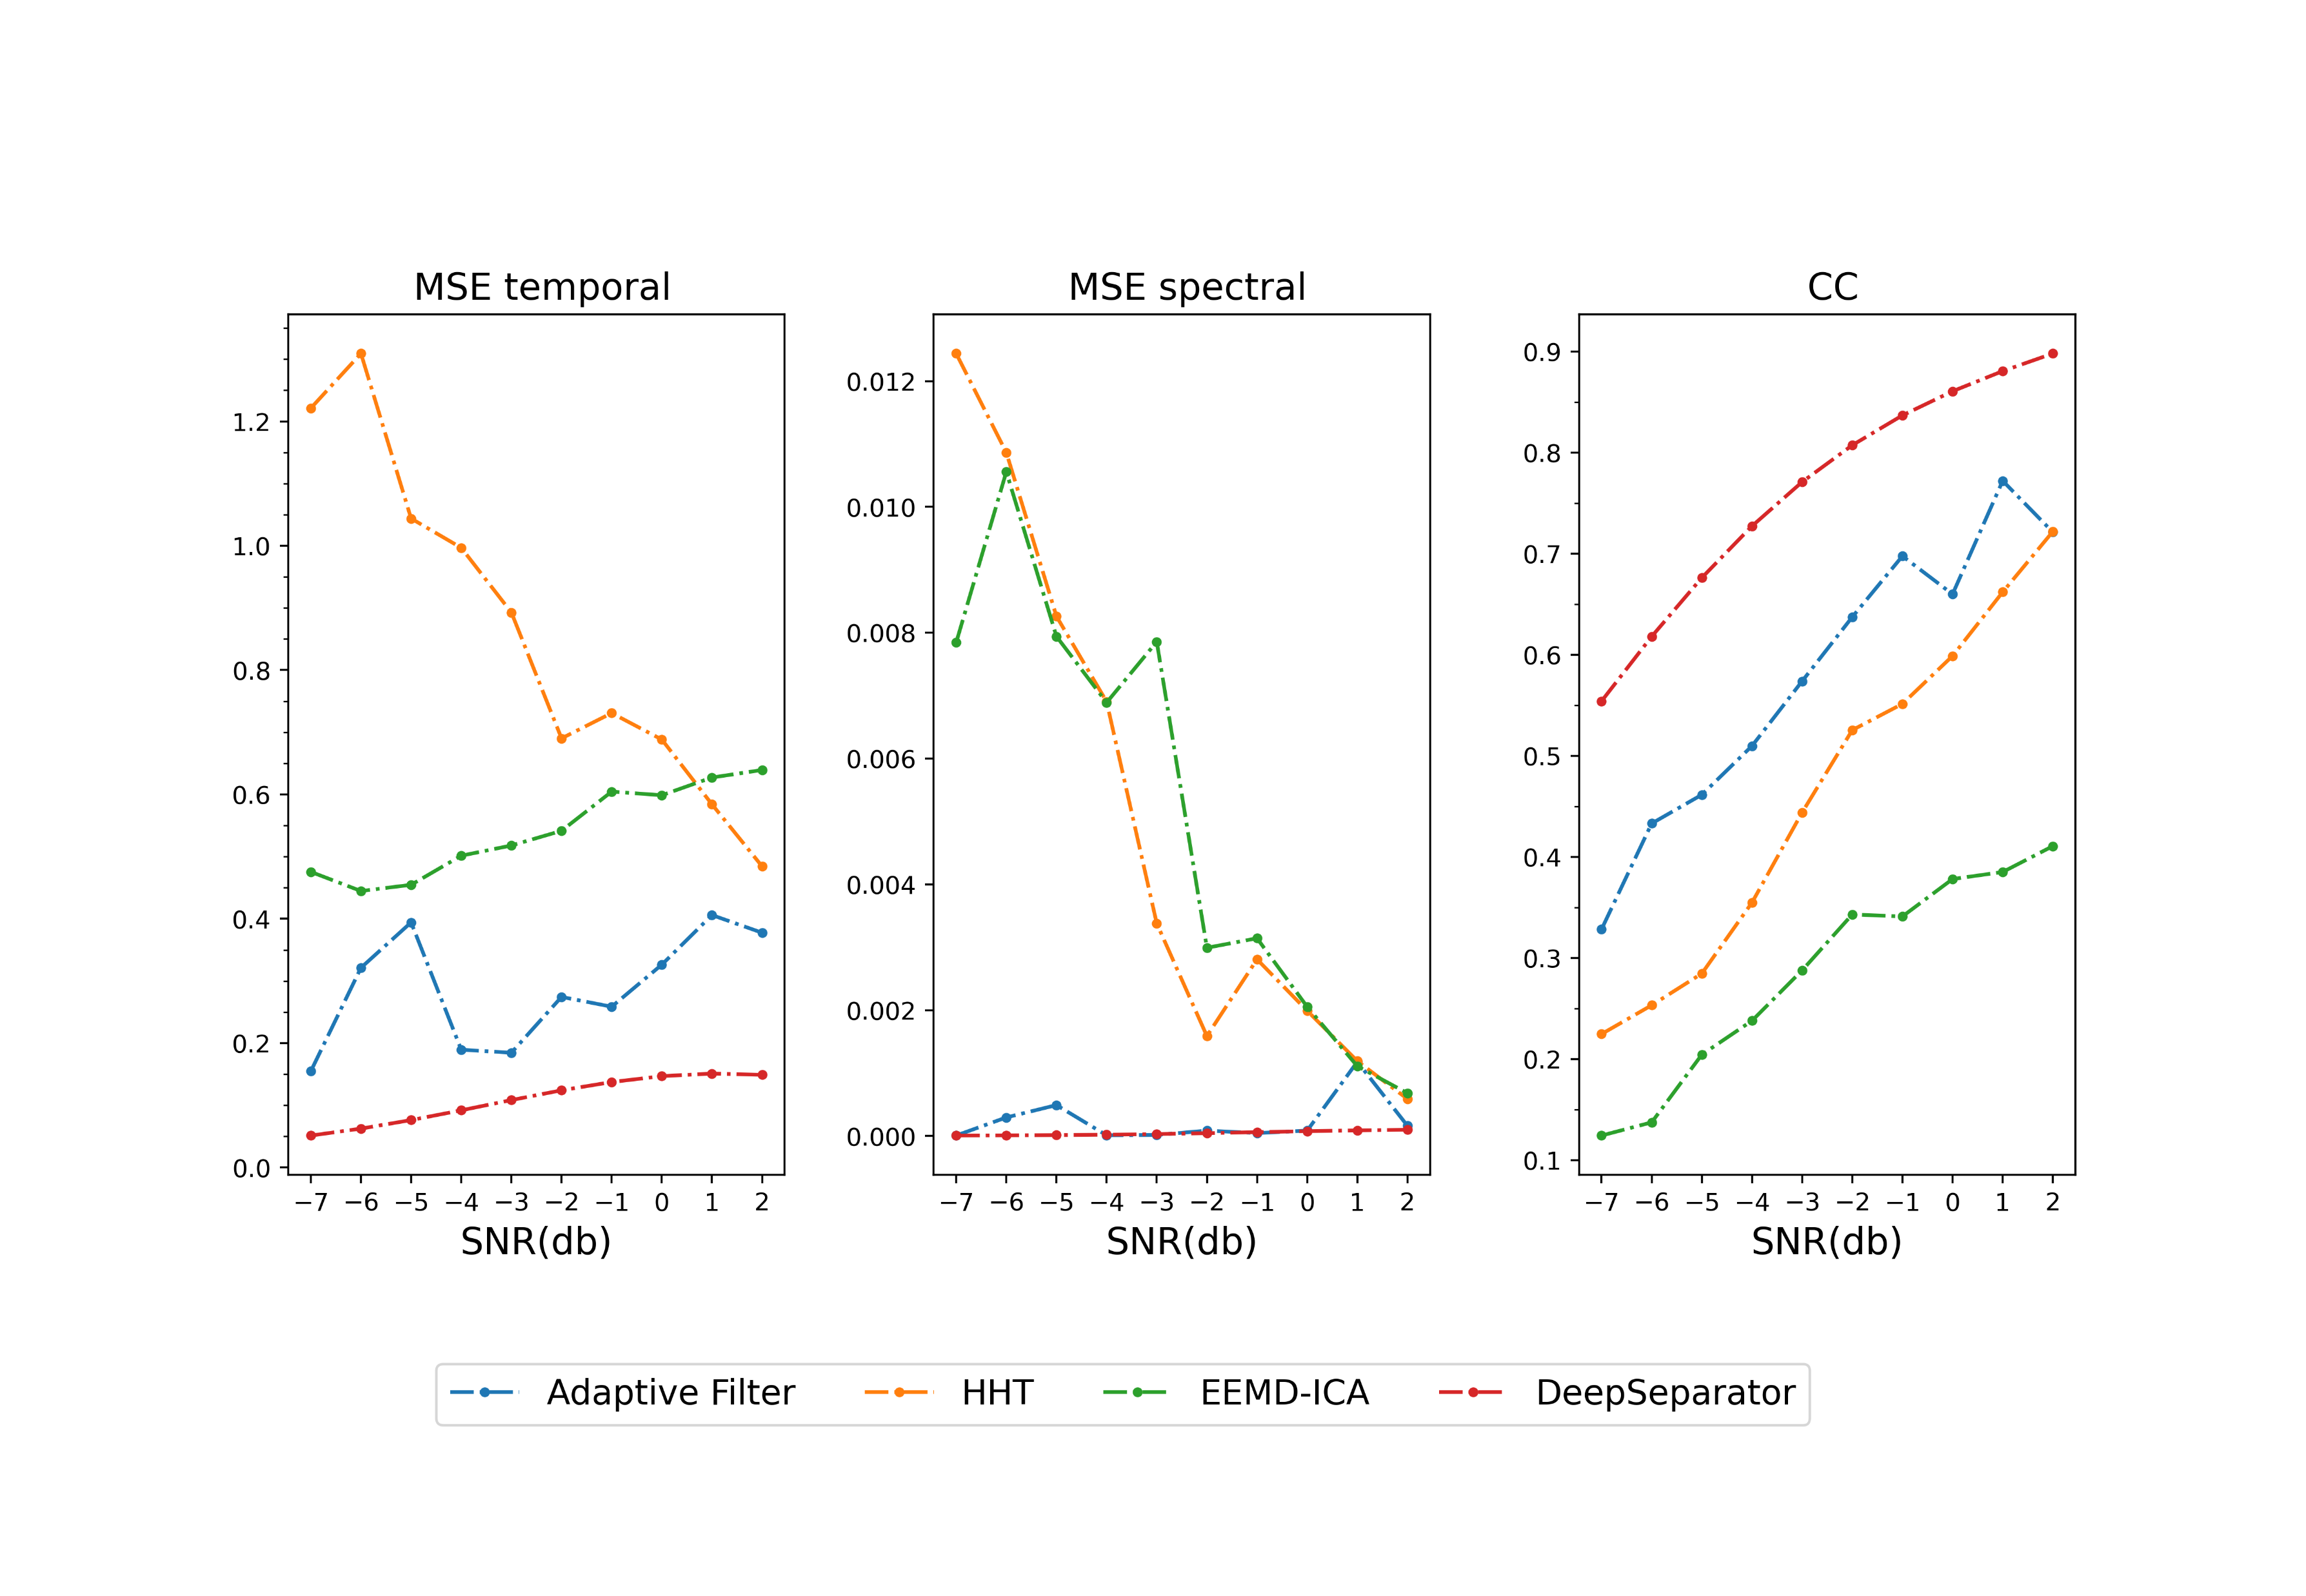 MSE temporal
MSE spectral
CC
1.2
1.0
0.8
0.6
0.4
0.2
0.0
−7 −6 −5 −4 −3 −2 −1 0 1 2
SNR(db)
0.012
0.010
0.008
0.006
0.004
0.002
0.000
−7 −6 −5 −4 −3 −2 −1 0 1 2
SNR(db)
0.9
0.8
0.7
0.6
0.5
0.4
0.3
0.2
0.1
−7 −6 −5 −4 −3 −2 −1 0 1 2
SNR(db)
Adaptive Filter HHT EEMD-ICA DeepSeparator